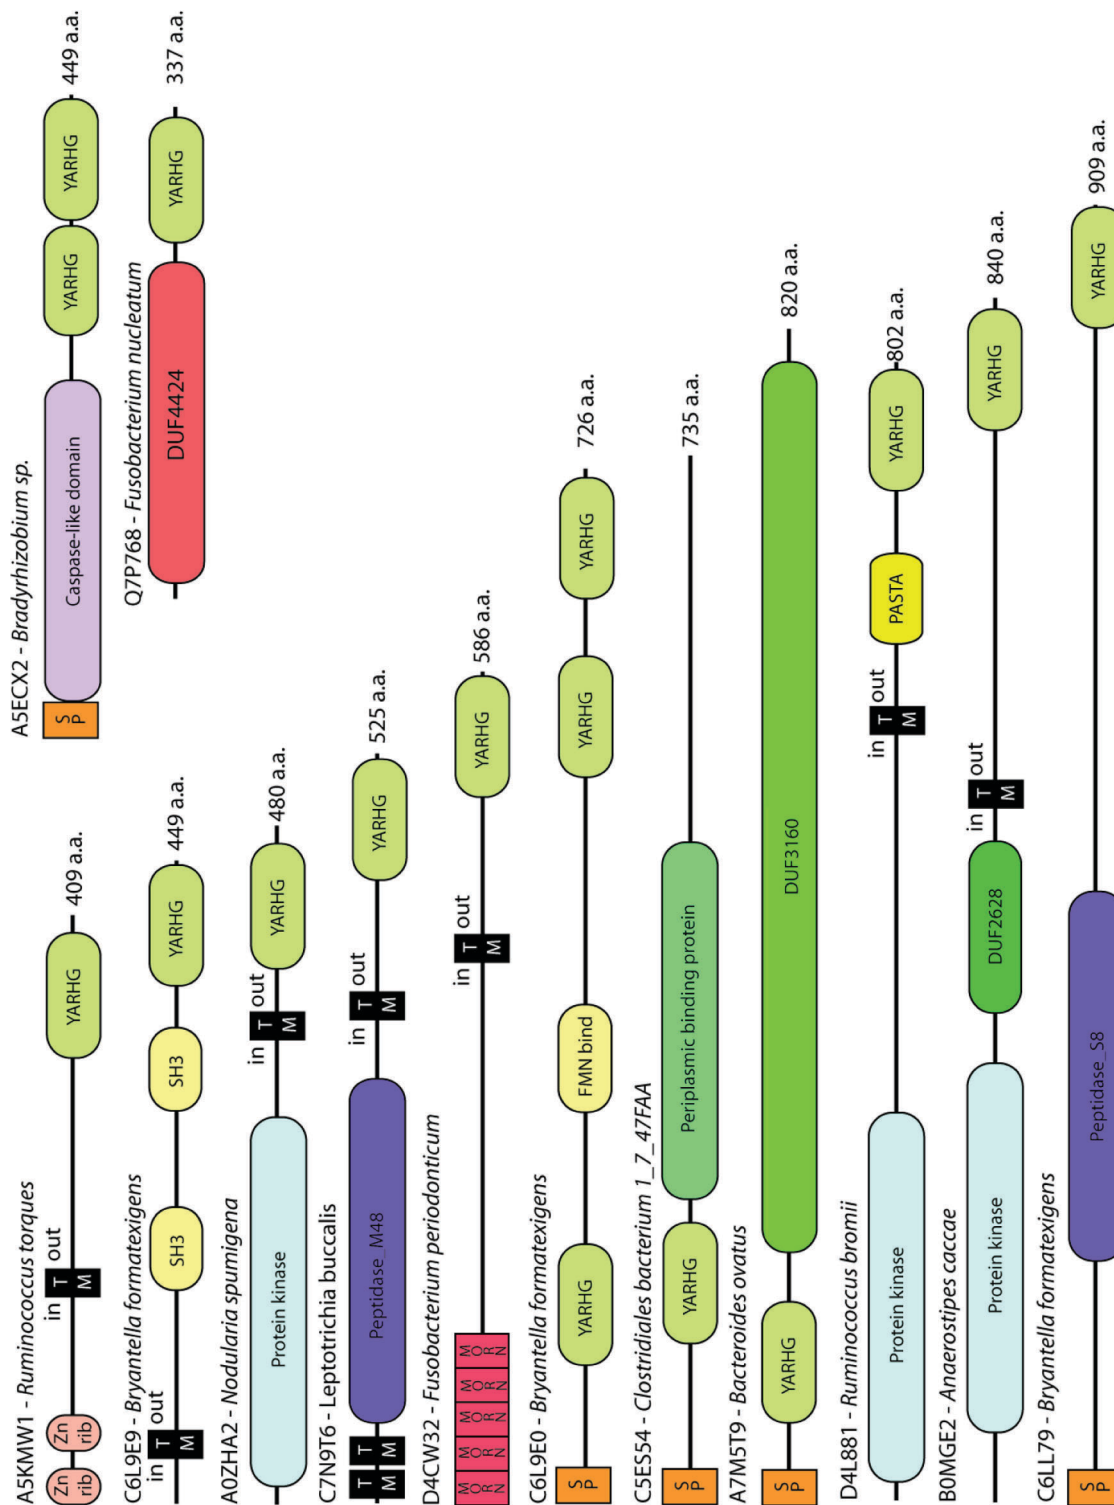 A5KMW1 - Ruminococcus torques
Zn rib Zn rib in TM out YARHG 409 a.a.
A5ECX2 - Bradyrhizobium sp.
SP Caspase-like domain YARHG YARHG 449 a.a.
C6L9E9 - Bryantella formatexigens
in TM out SH3 SH3 YARHG 449 a.a.
Q7P768 - Fusobacterium nucleatum
DUF4424 YARHG 337 a.a.
A0ZHA2 - Nodularia spumigena
Protein kinase in TM out YARHG 480 a.a.
C7N9T6 - Leptotrichia buccalis
TM TM Peptidase_M48 in TM out YARHG 525 a.a.
D4CW32 - Fusobacterium periodonticum
MORN MORN MORN MORN MORN in TM out YARHG 586 a.a.
C6L9E0 - Bryantella formatexigens
SP YARHG FMN bind YARHG YARHG 726 a.a.
C5ES54 - Clostridiales bacterium 1_7_47FAA
YARHG Periplasmic binding protein 735 a.a.
A7M5T9 - Bacteroides ovatus
SP YARHG DUF3160 820 a.a.
D4L881 - Ruminococcus bromii
Protein kinase in TM out PASTA YARHG 802 a.a.
B0MGE2 - Anaerostipes caccae
Protein kinase DUF2628 in TM out YARHG 840 a.a.
C6LL79 - Bryantella formatexigens
SP Peptidase_S8 YARHG 909 a.a.